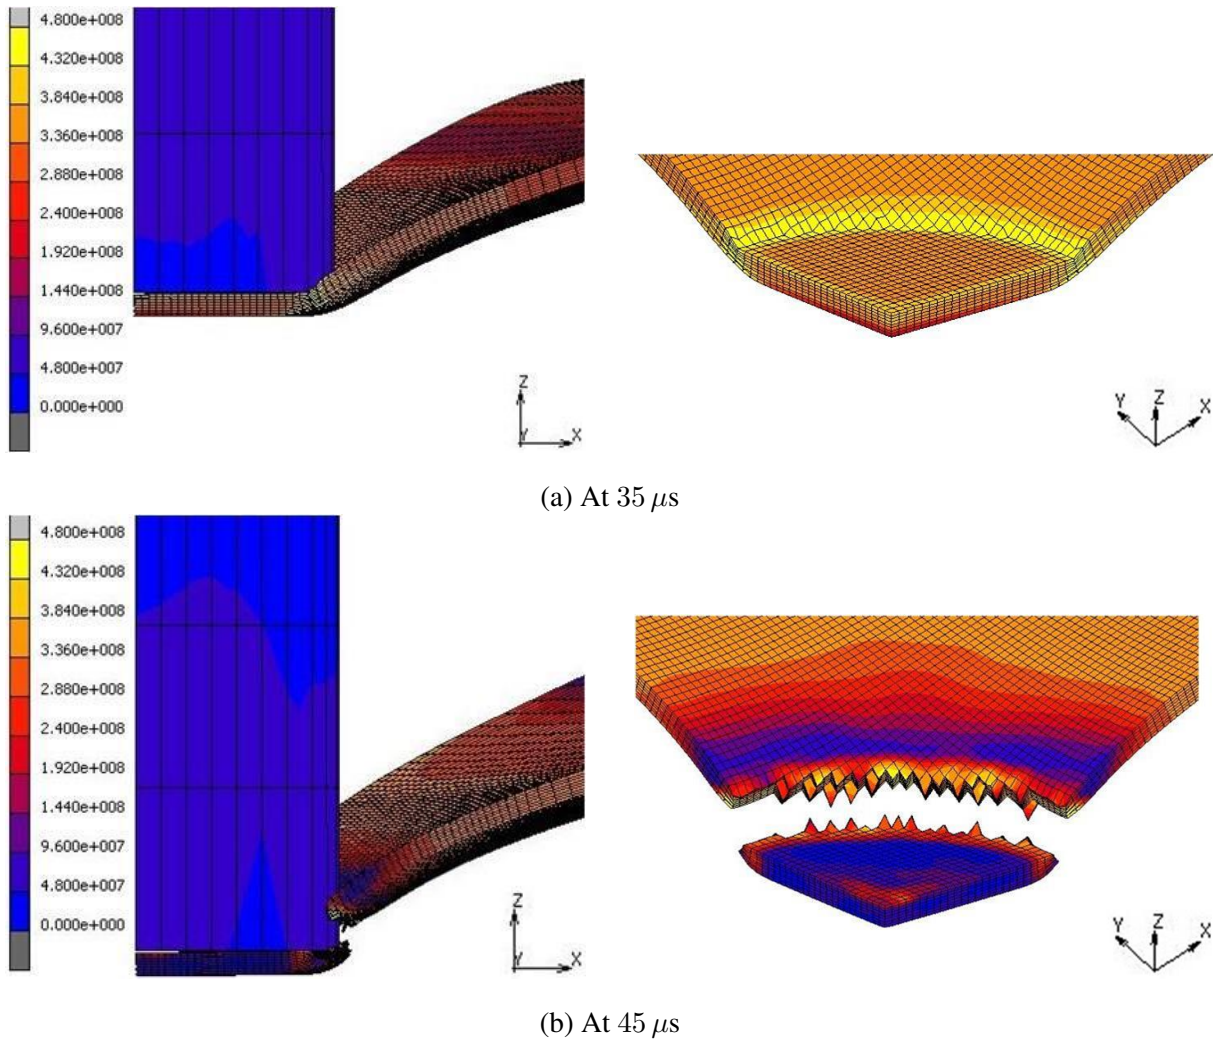 4.800e+008
4.320e+008
3.840e+008
3.360e+008
2.880e+008
2.400e+008
1.920e+008
1.440e+008
9.600e+007
4.800e+007
0.000e+000
Z
Y X
Y Z X
(a) At 35 μs
4.800e+008
4.320e+008
3.840e+008
3.360e+008
2.880e+008
2.400e+008
1.920e+008
1.440e+008
9.600e+007
4.800e+007
0.000e+000
Z
Y X
Y Z X
(b) At 45 μs